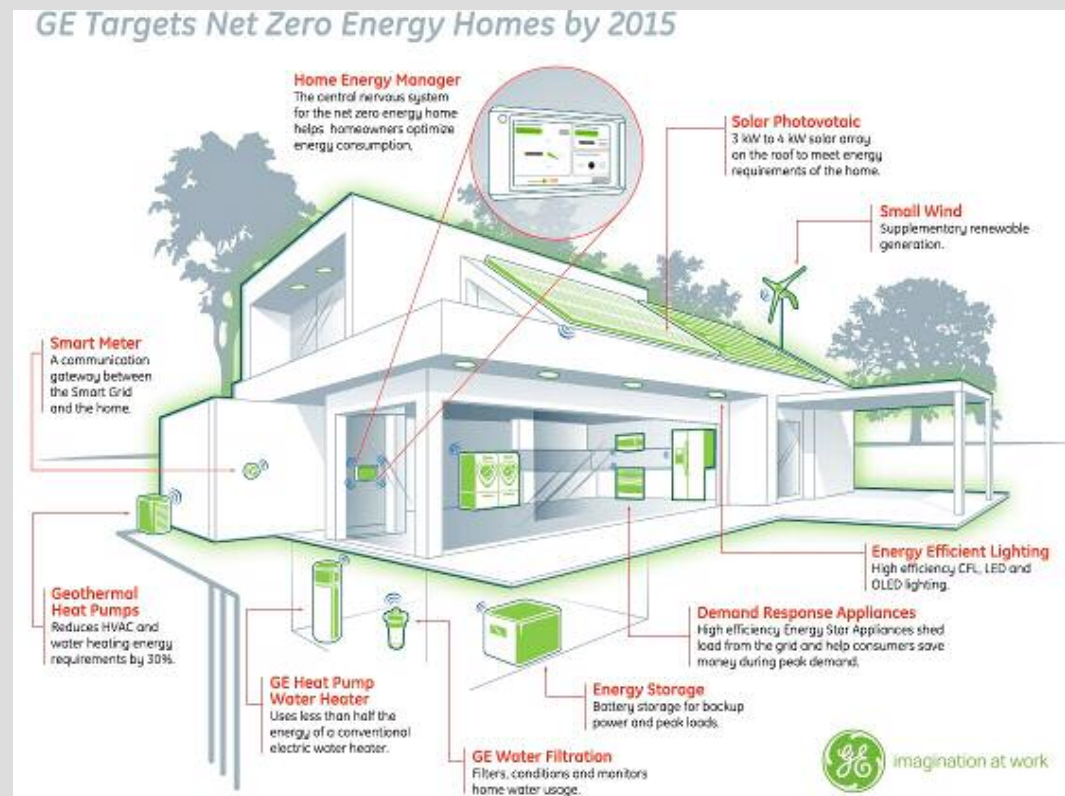 GE Targets Net Zero Energy Homes by 2015
Home Energy Manager
The central nervous system
for the net zero energy home
helps homeowners optimize
energy consumption.
Solar Photovotaic
3 kW to 4 kW solar array
on the roof to meet energy
requirements of the home.
Small Wind
Supplementary renewable
generation.
Smart Meter
A communication
gateway between
the Smart Grid
and the home.
Geothermal
Heat Pumps
Reduces HVAC and
water heating energy
requirements by 30%.
GE Heat Pump
Water Heater
Uses less than half the
energy of a conventional
electric water heater.
GE Water Filtration
Filters, conditions and monitors
home water usage.
Energy Storage
Battery storage for backup
power and peak loads.
Demand Response Appliances
High efficiency Energy Star Appliances shed
load from the grid and help consumers save
money during peak demand.
Energy Efficient Lighting
High efficiency CFL, LED and
OLED lighting.
GE
imagination at work